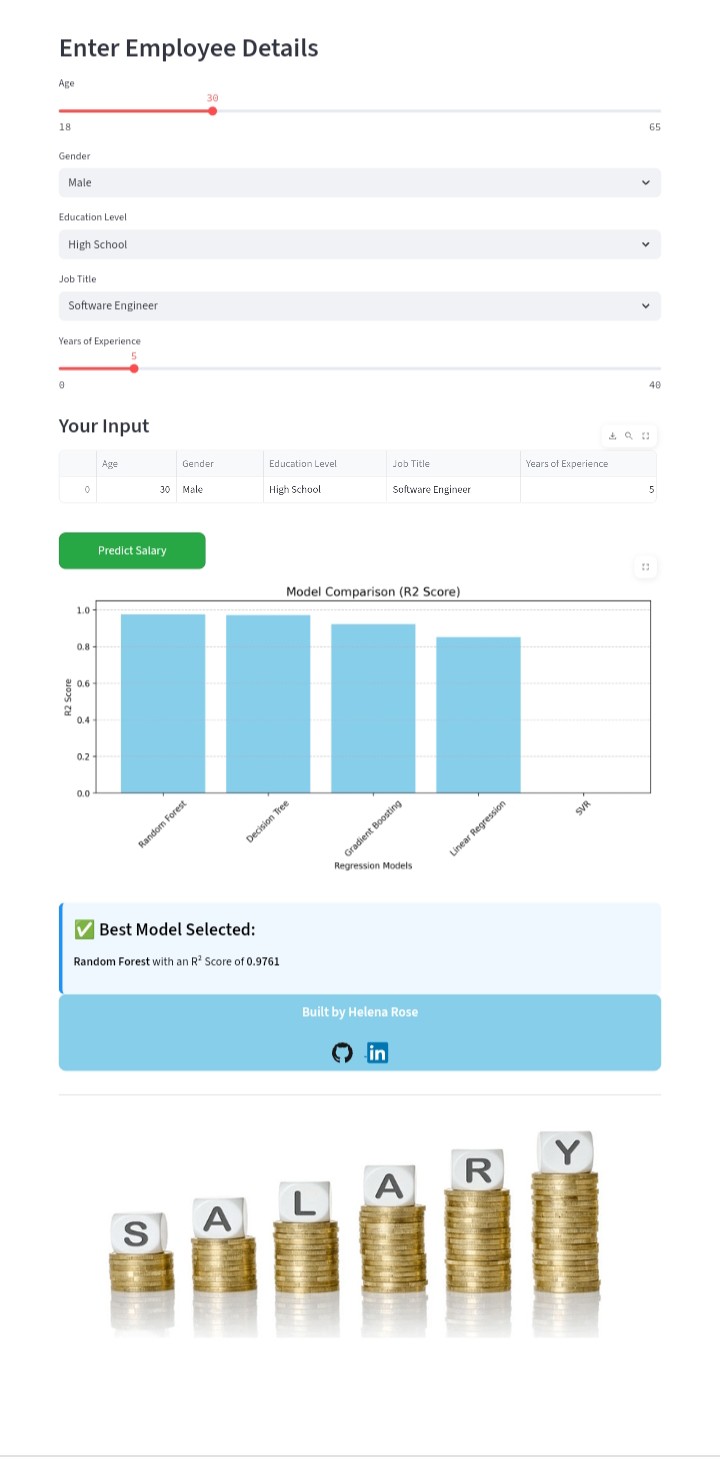 Enter Employee Details
Age
30
18 65
Gender
Male
Education Level
High School
Job Title
Software Engineer
Years of Experience
5
0 40
Your Input
Age Gender Education Level Job Title Years of Experience
0 30 Male High School Software Engineer 5
Predict Salary
Model Comparison (R2 Score)
1.0
0.8
0.6
0.4
0.2
0.0
R2 Score
Random Forest Decision Tree Gradient Boosting Linear Regression SVR
Regression Models
✅ Best Model Selected:
Random Forest with an R² Score of 0.9761
Built by Helena Rose
in
S A L A R Y